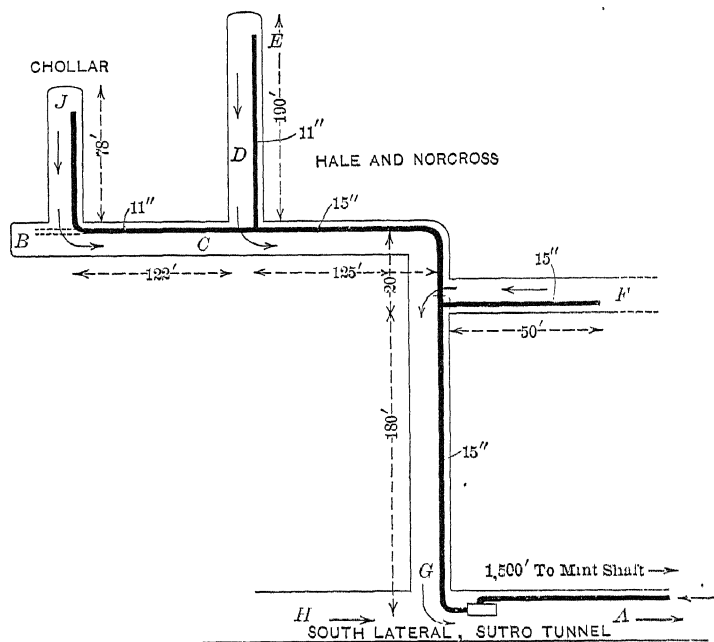 E
CHOLLAR
J
78'
190'
11"
D
HALE AND NORCROSS
11"
15"
B
C
122'
125'
20'
15"
F
50'
180'
15"
G
1,500' To Mint Shaft
H
A
SOUTH LATERAL, SUTRO TUNNEL